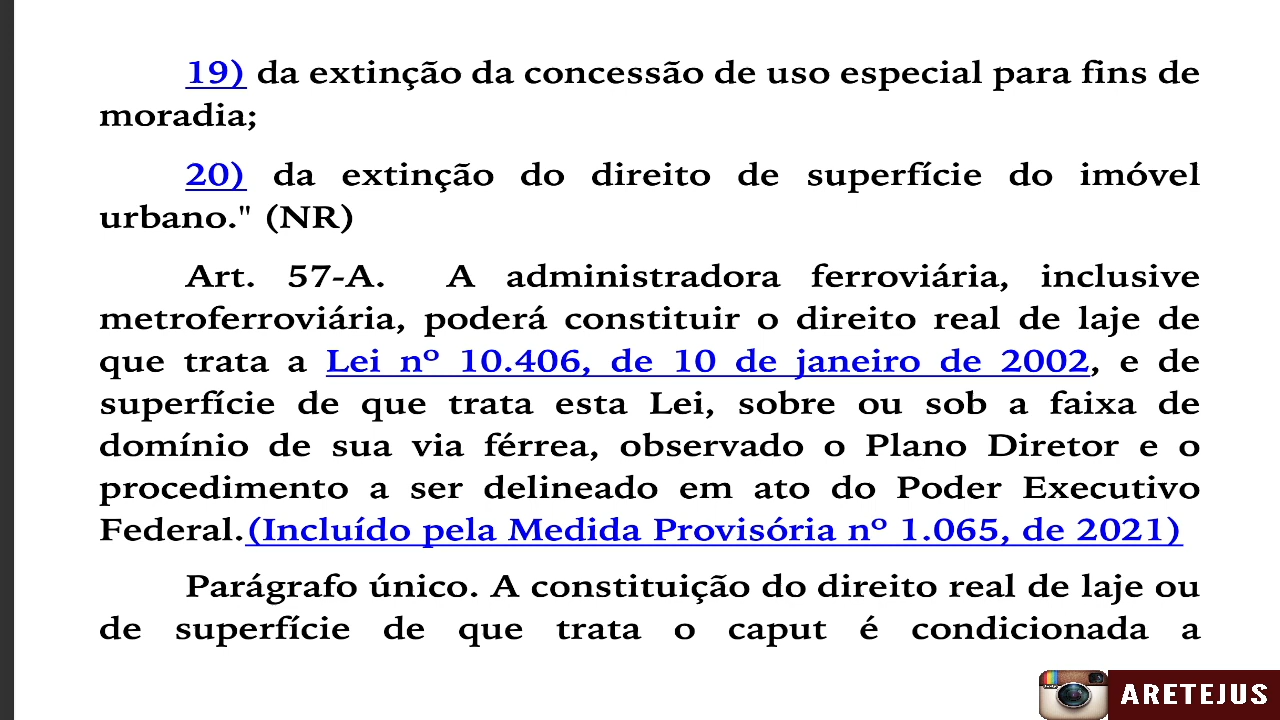 19) da extinção da concessão de uso especial para fins de
moradia;
20) da extinção do direito de superfície do imóvel
urbano." (NR)
Art. 57-A. A administradora ferroviária, inclusive
metroferroviária, poderá constituir o direito real de laje de
que trata a Lei nº 10.406, de 10 de janeiro de 2002, e de
superfície de que trata esta Lei, sobre ou sob a faixa de
domínio de sua via férrea, observado o Plano Diretor e o
procedimento a ser delineado em ato do Poder Executivo
Federal.(Incluído pela Medida Provisória nº 1.065, de 2021)
Parágrafo único. A constituição do direito real de laje ou
de superfície de que trata o caput é condicionada a
ARETEJUS